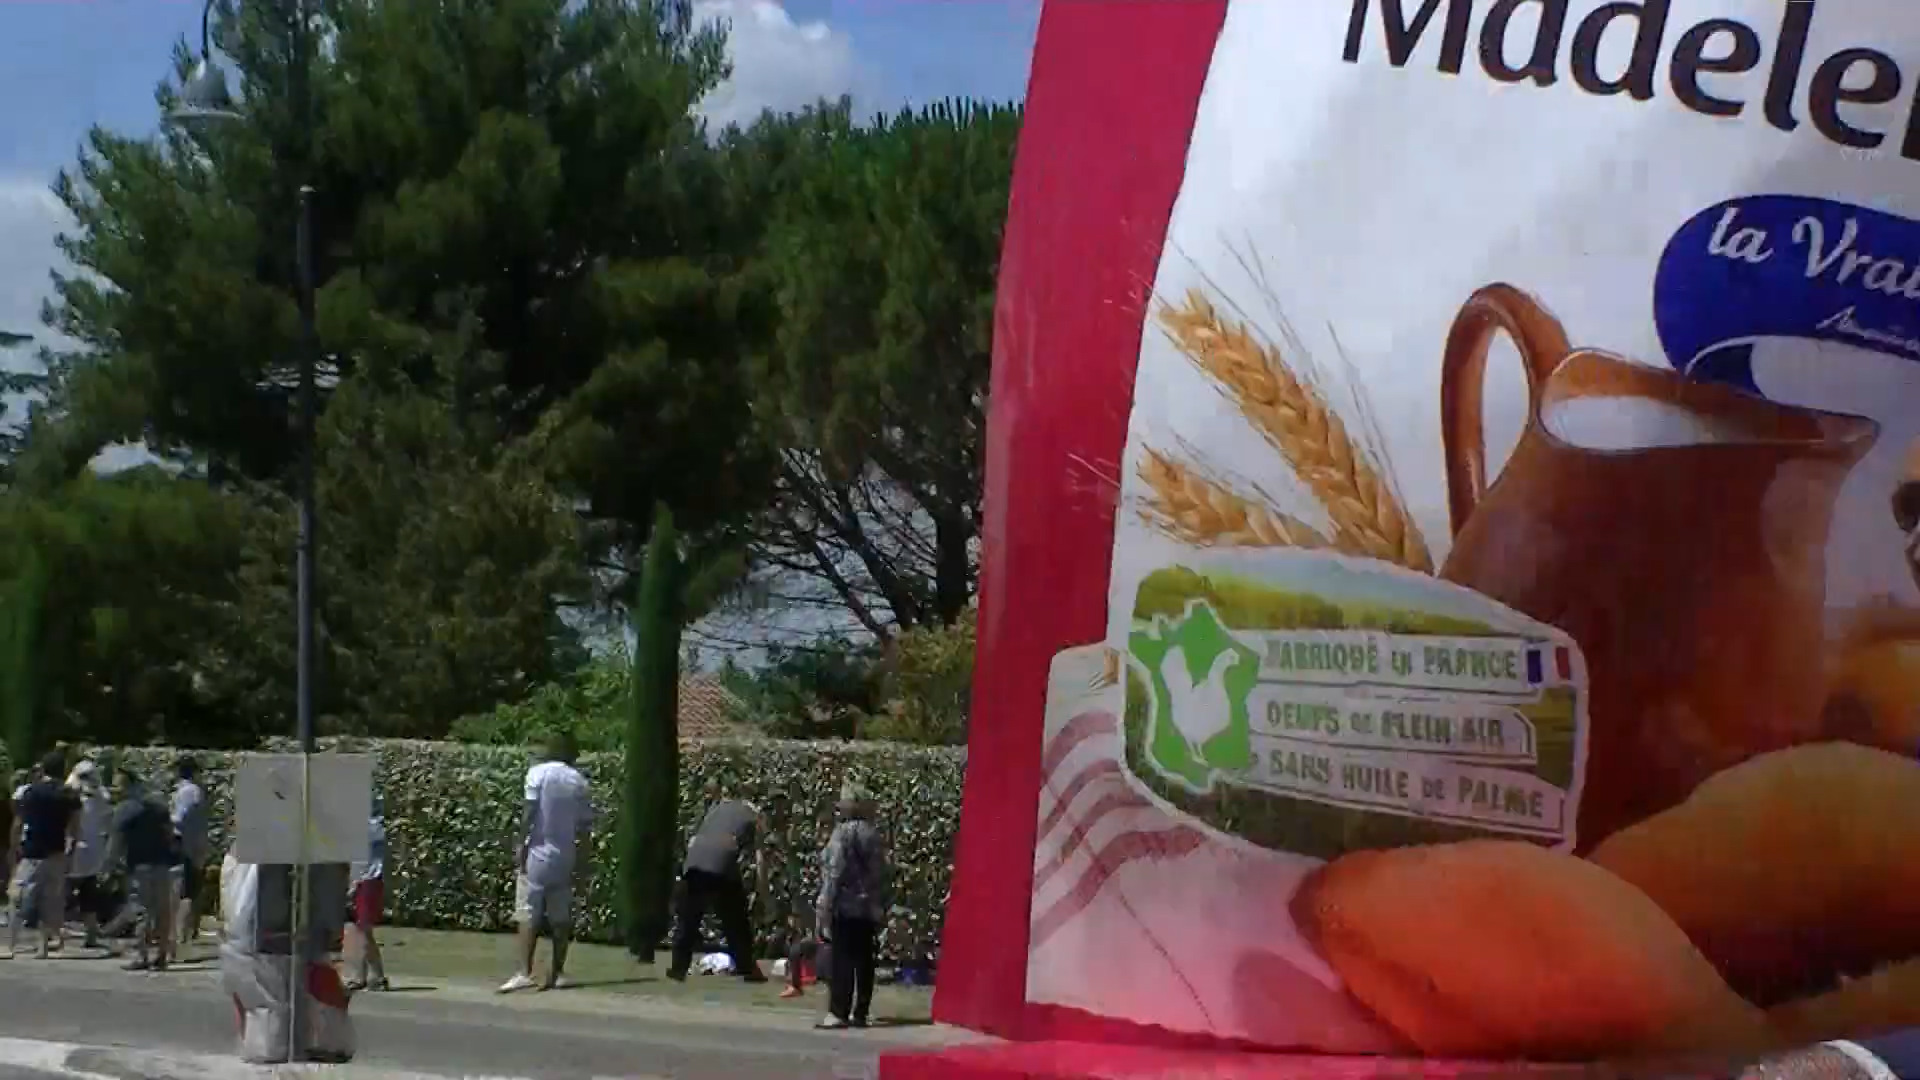 Madele
la Vrai
FABRIQUÉ EN FRANCE
OEUFS DE PLEIN AIR
SANS HUILE DE PALME